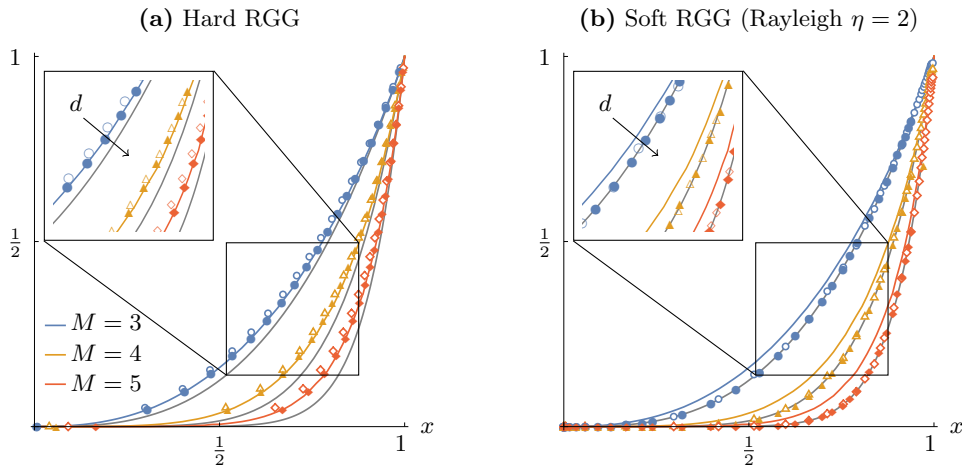 (a) Hard RGG
1
d
1/2
M = 3
M = 4
M = 5
1/2
1
x
(b) Soft RGG (Rayleigh η = 2)
1
d
1/2
1/2
1
x